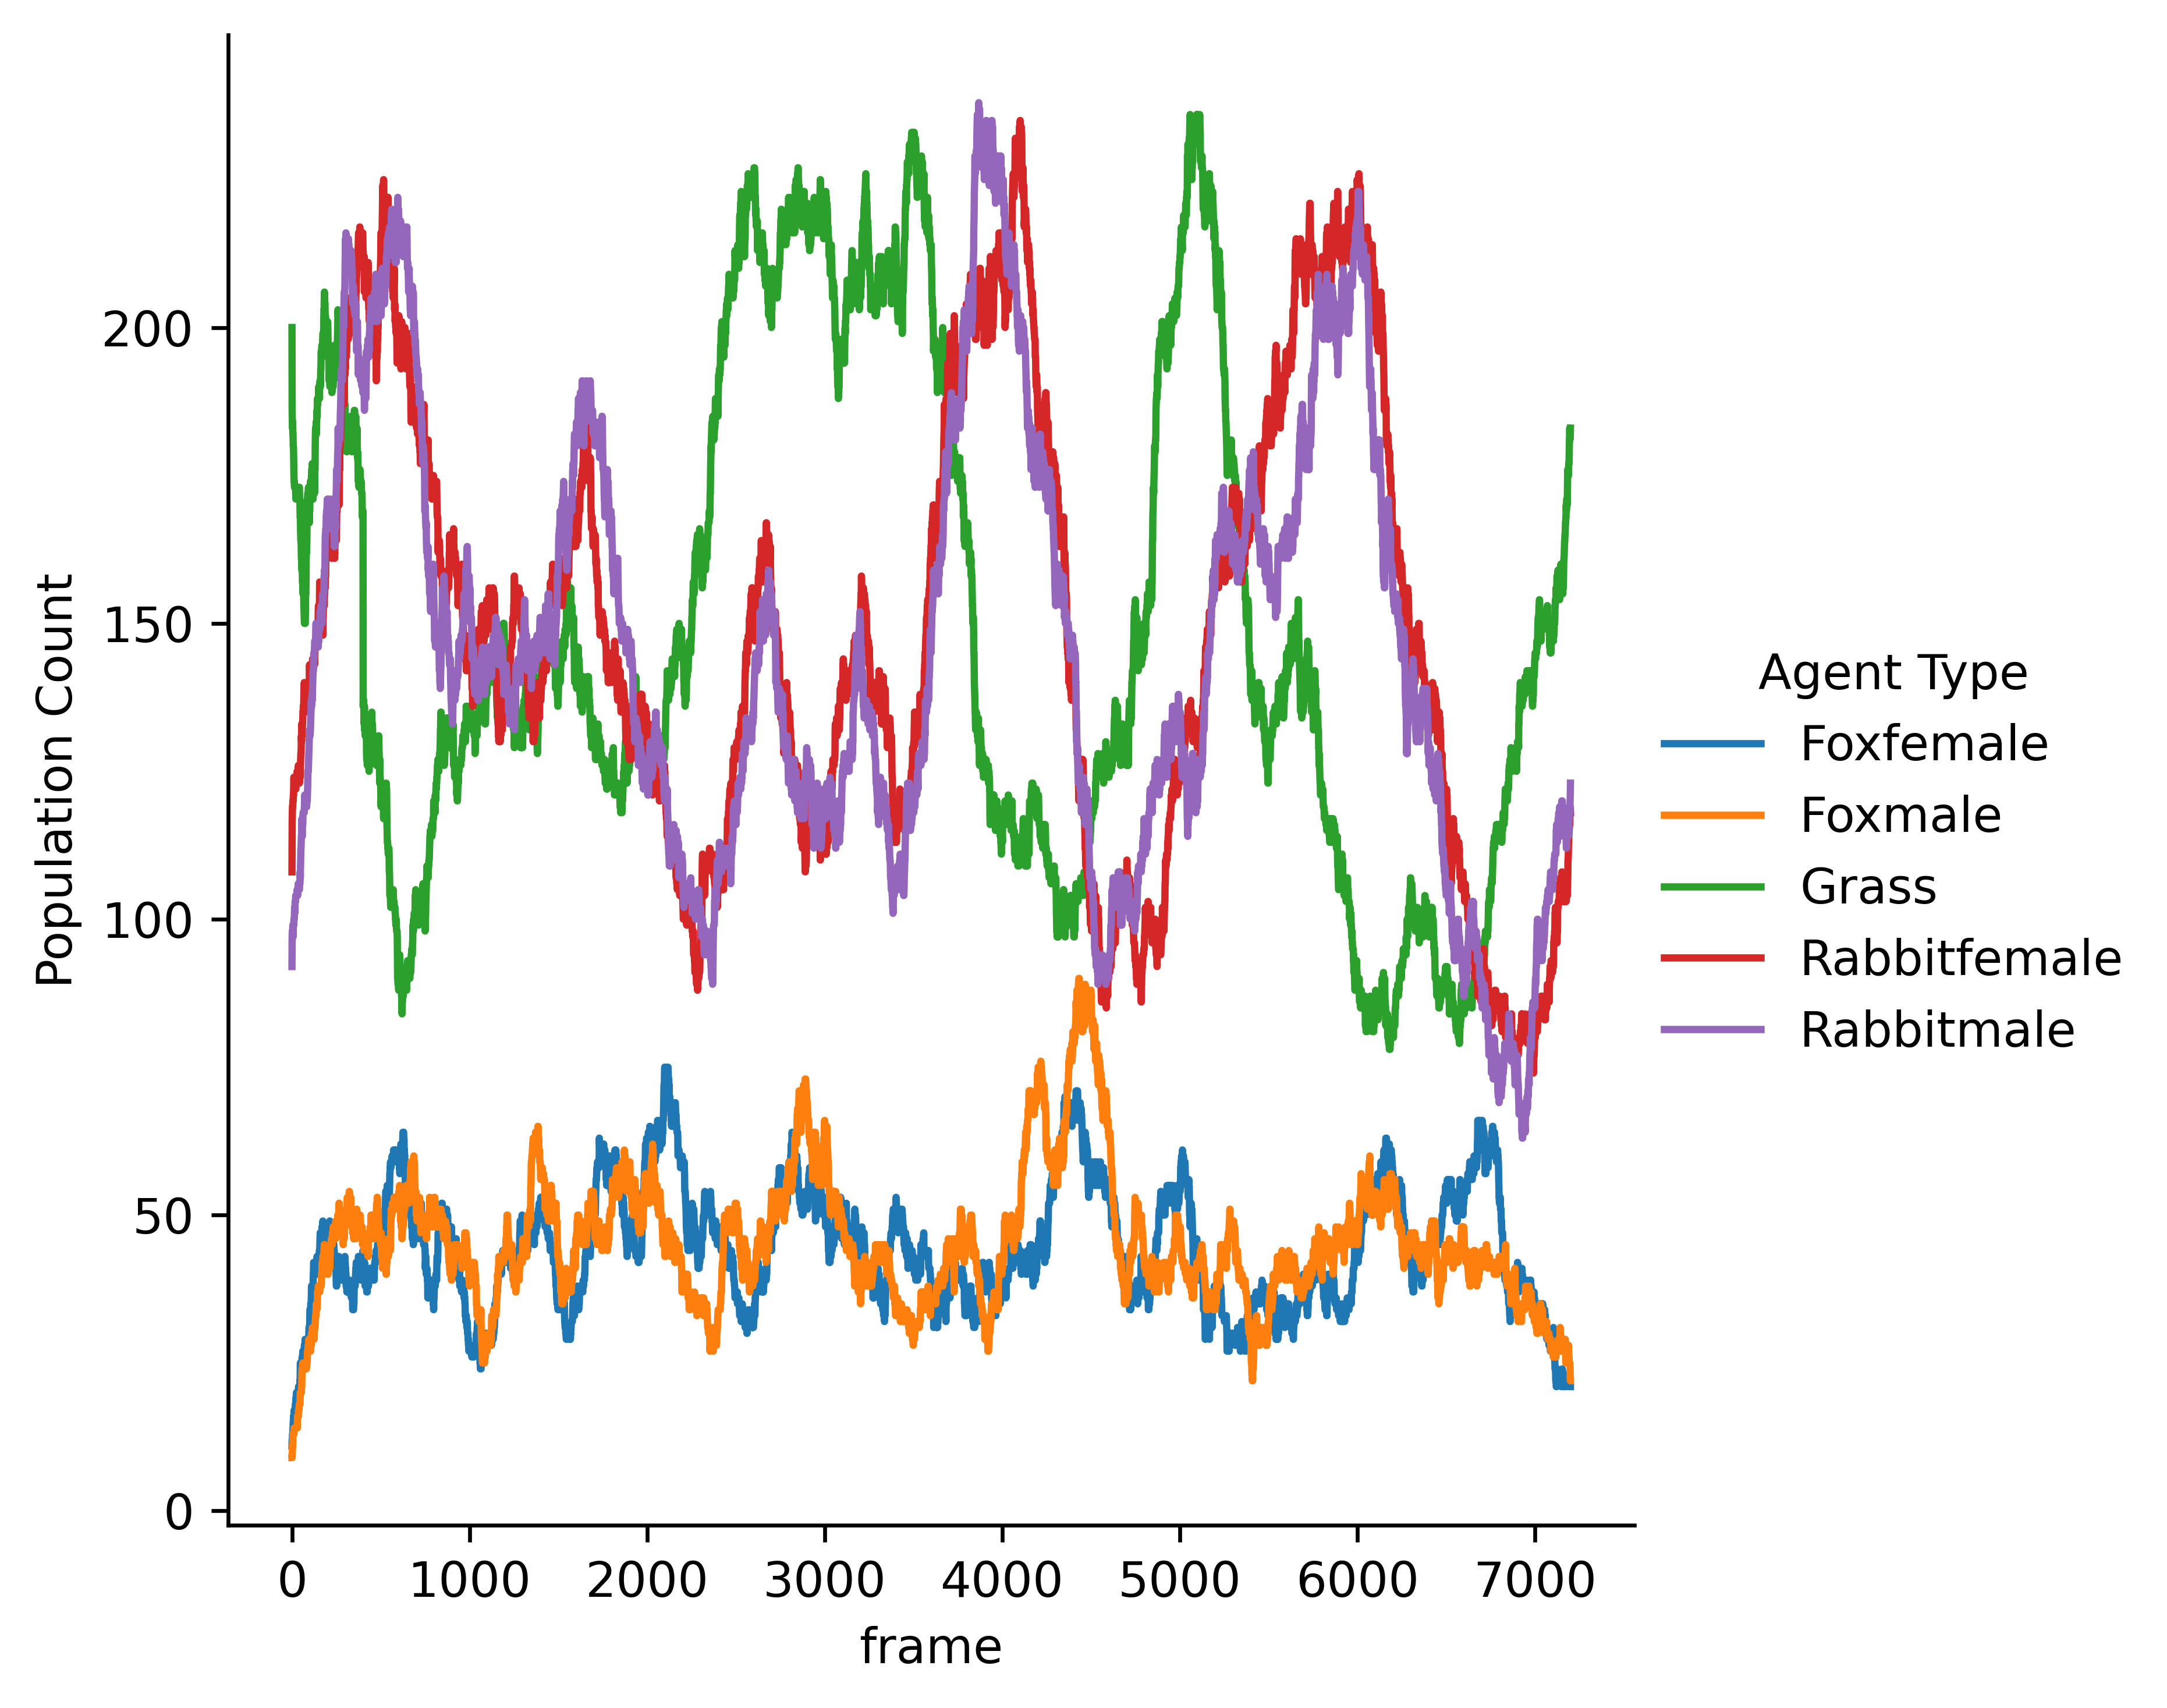 Population Count
200
150
100
50
0
0 1000 2000 3000 4000 5000 6000 7000
frame
Agent Type
Foxfemale
Foxmale
Grass
Rabbitfemale
Rabbitmale